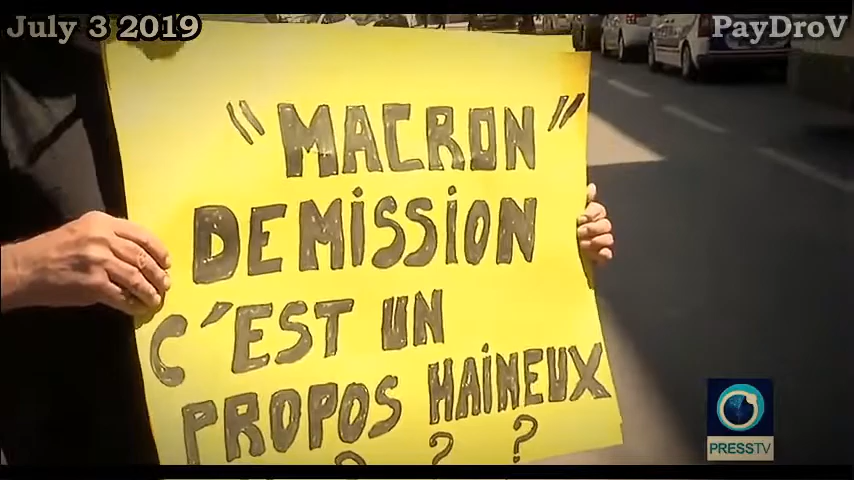 July 3 2019
PayDroV
"MACRON"
DEMISSION
C'EST UN
PROPOS HAINEUX
? ? ?
PRESSTV